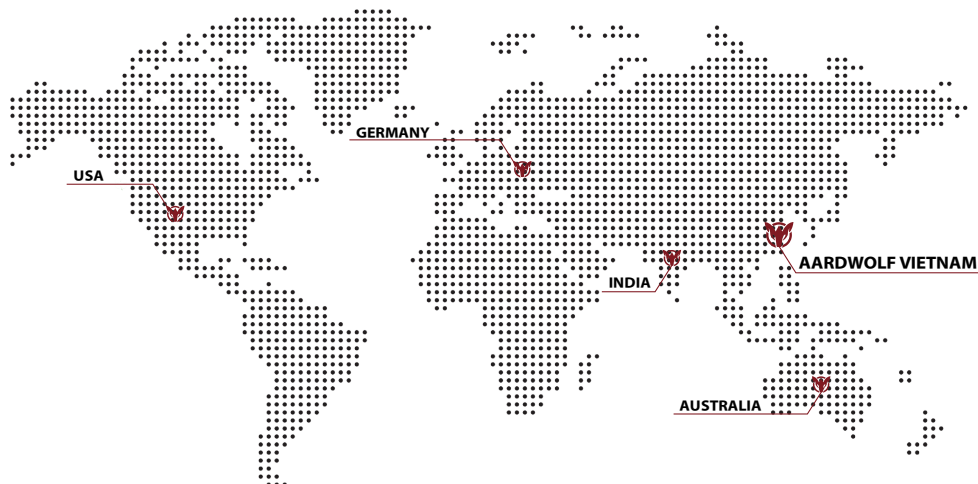 GERMANY
USA
AARDWOLF VIETNAM
INDIA
AUSTRALIA